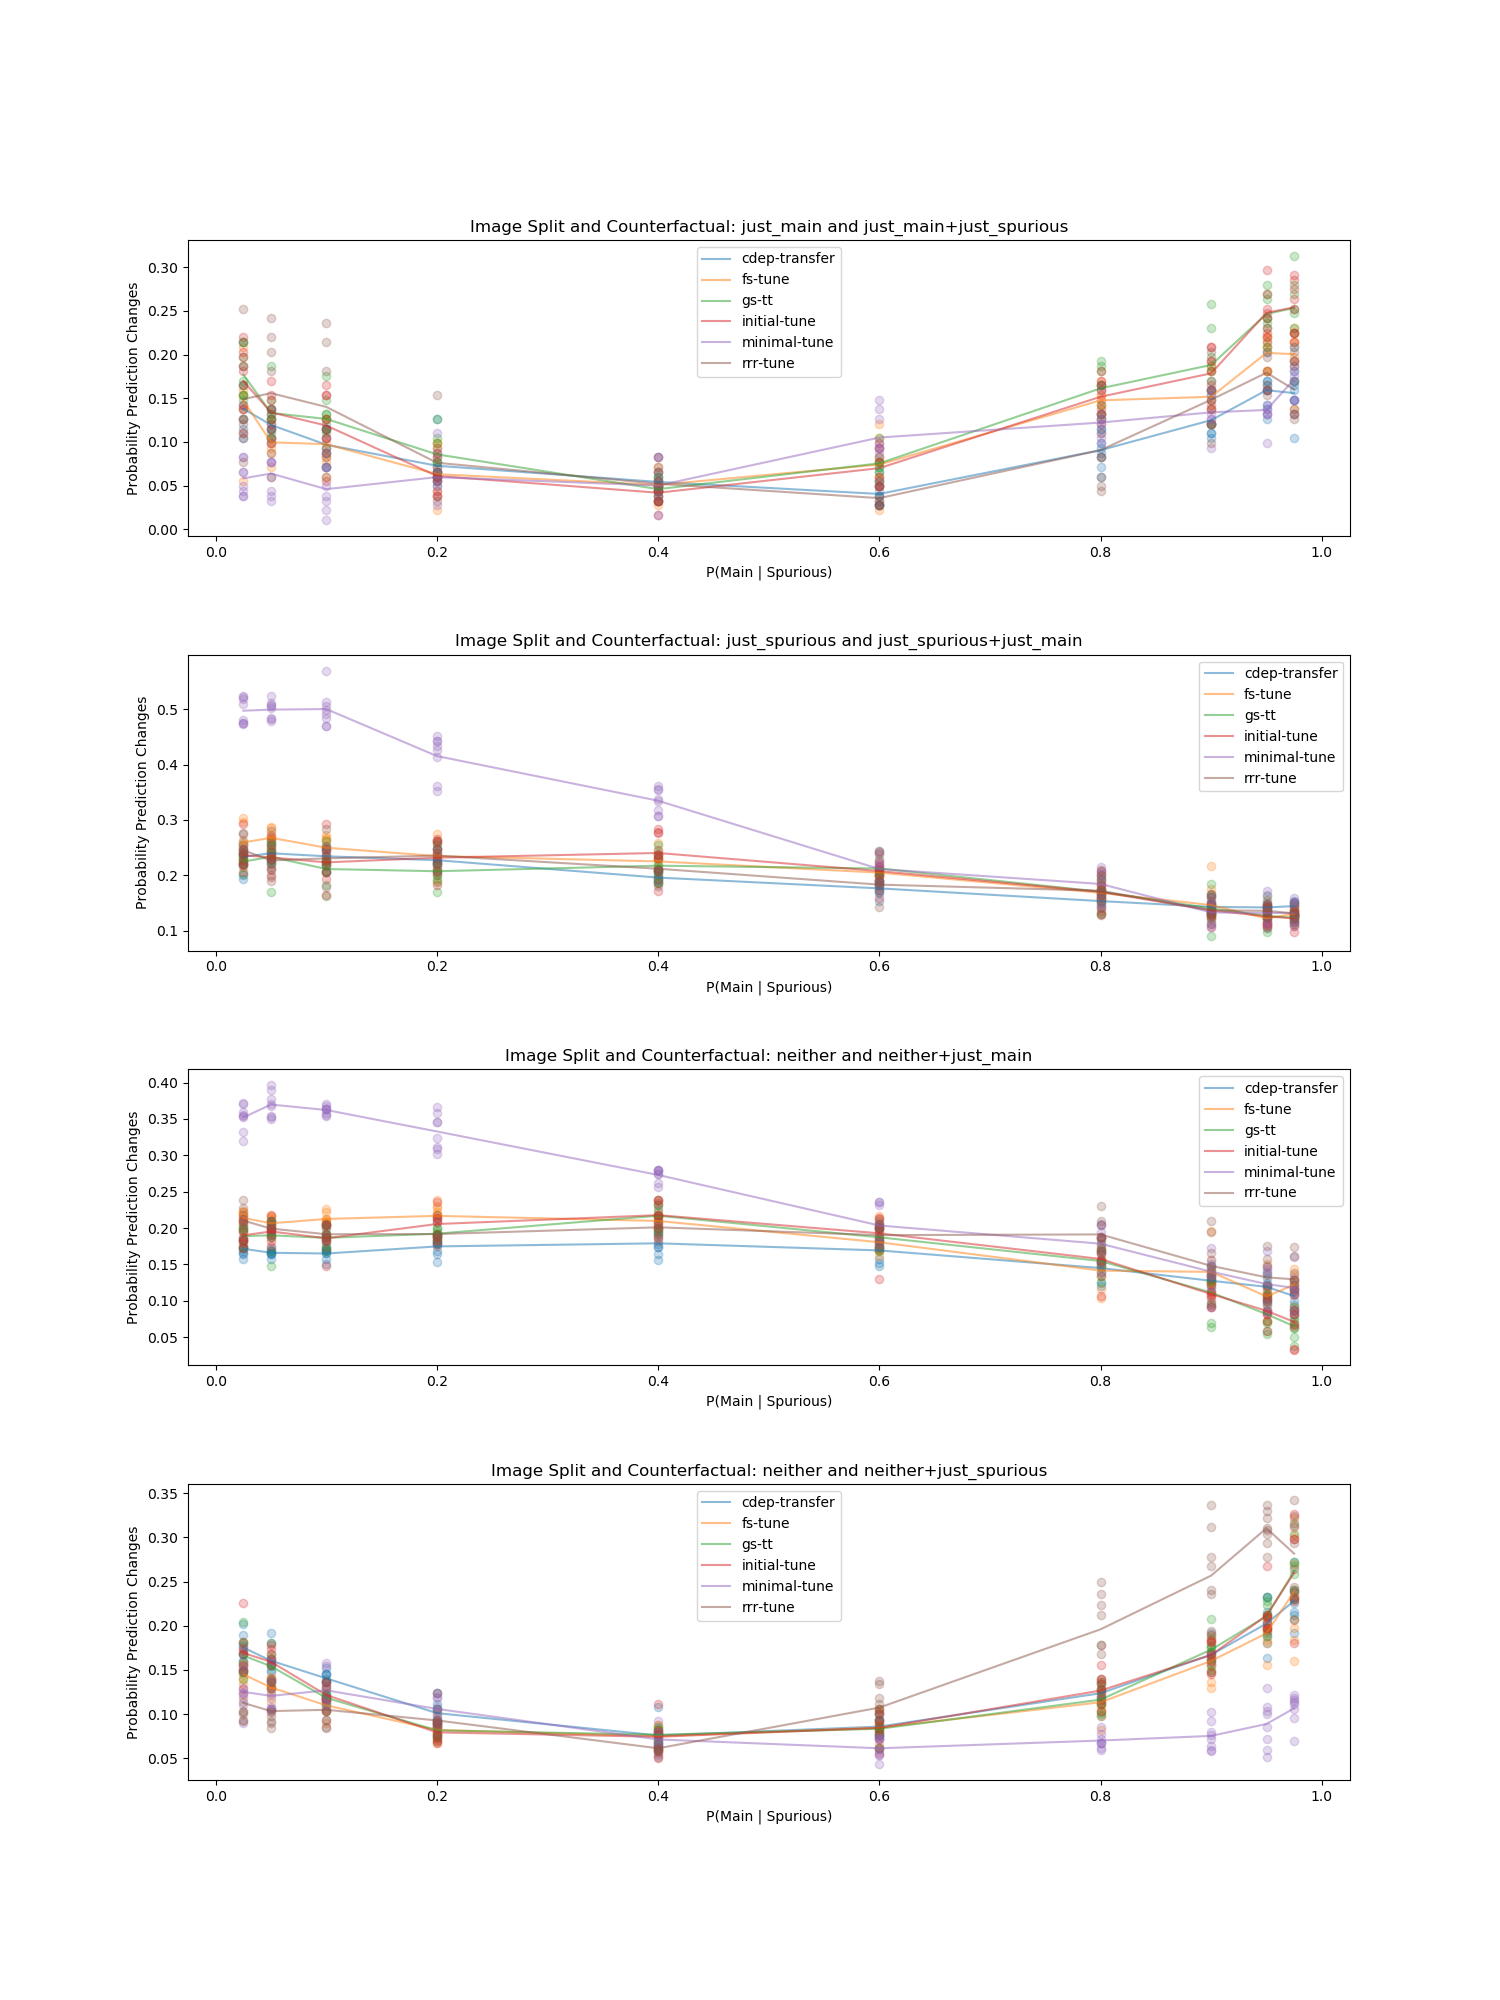 Image Split and Counterfactual: just_main and just_main+just_spurious
Probability Prediction Changes
0.30
0.25
0.20
0.15
0.10
0.05
0.00
cdep-transfer
fs-tune
gs-tt
initial-tune
minimal-tune
rrr-tune
0.0 0.2 0.4 0.6 0.8 1.0
P(Main | Spurious)
Image Split and Counterfactual: just_spurious and just_spurious+just_main
Probability Prediction Changes
0.5
0.4
0.3
0.2
0.1
cdep-transfer
fs-tune
gs-tt
initial-tune
minimal-tune
rrr-tune
0.0 0.2 0.4 0.6 0.8 1.0
P(Main | Spurious)
Image Split and Counterfactual: neither and neither+just_main
Probability Prediction Changes
0.40
0.35
0.30
0.25
0.20
0.15
0.10
0.05
cdep-transfer
fs-tune
gs-tt
initial-tune
minimal-tune
rrr-tune
0.0 0.2 0.4 0.6 0.8 1.0
P(Main | Spurious)
Image Split and Counterfactual: neither and neither+just_spurious
Probability Prediction Changes
0.35
0.30
0.25
0.20
0.15
0.10
0.05
cdep-transfer
fs-tune
gs-tt
initial-tune
minimal-tune
rrr-tune
0.0 0.2 0.4 0.6 0.8 1.0
P(Main | Spurious)